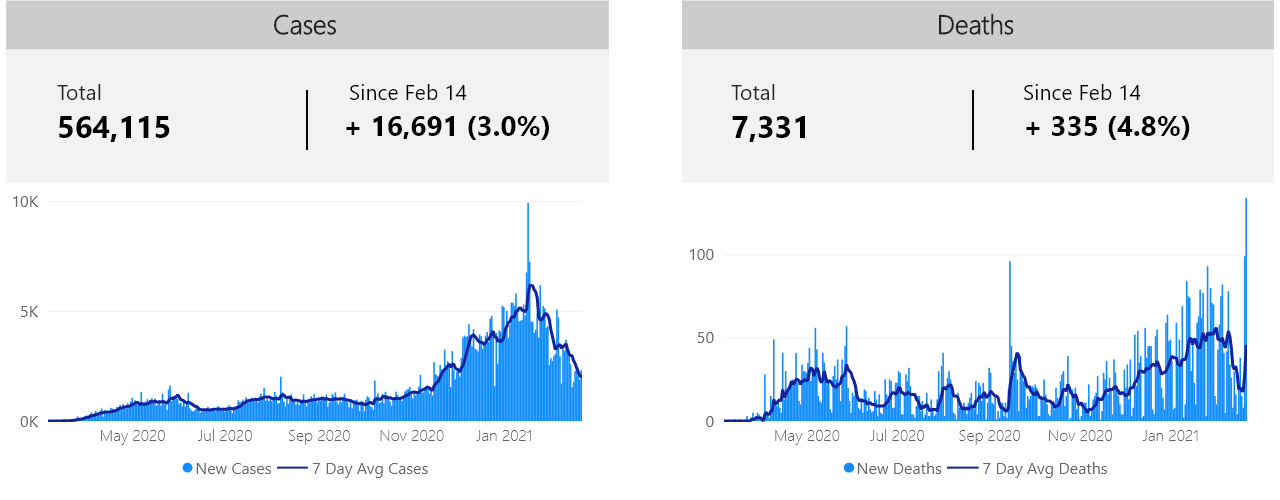 Cases
Total
564,115
Since Feb 14
+ 16,691 (3.0%)
10K
5K
0K
May 2020 Jul 2020 Sep 2020 Nov 2020 Jan 2021
New Cases 7 Day Avg Cases
Deaths
Total
7,331
Since Feb 14
+ 335 (4.8%)
100
50
0
May 2020 Jul 2020 Sep 2020 Nov 2020 Jan 2021
New Deaths 7 Day Avg Deaths